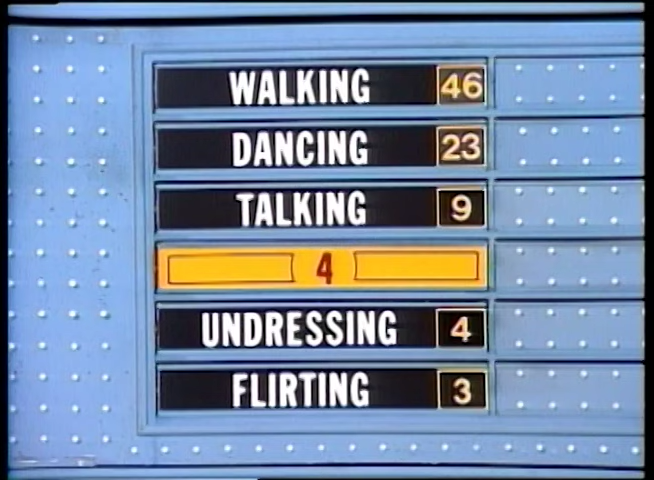 WALKING 46
DANCING 23
TALKING 9
4
UNDRESSING 4
FLIRTING 3